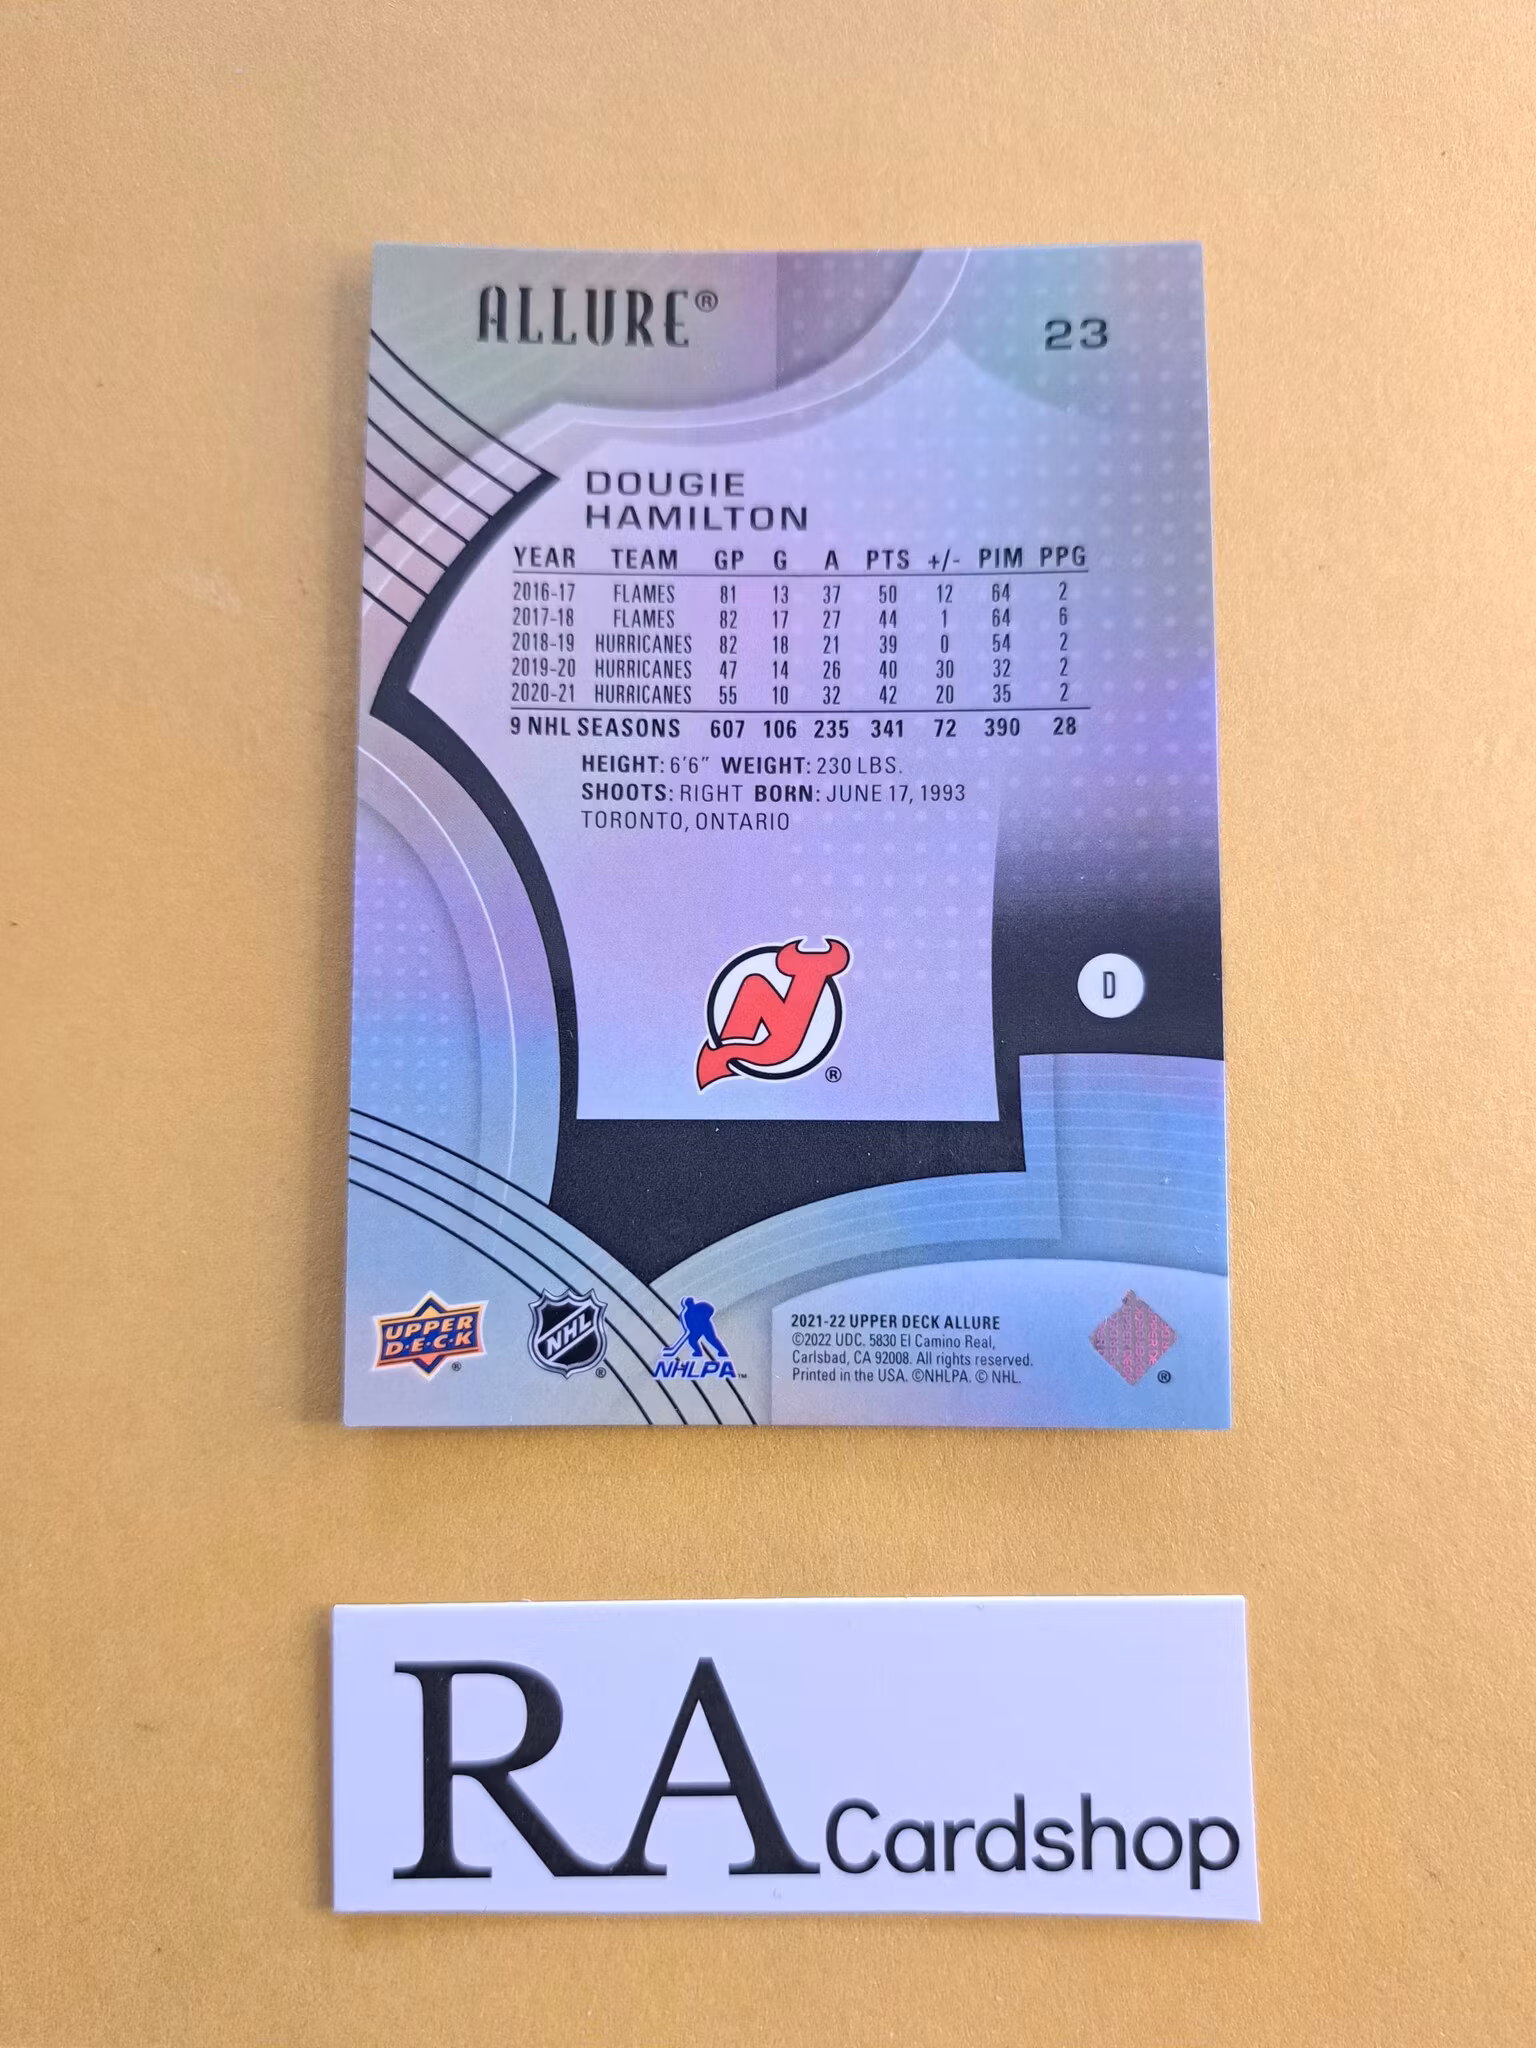 ALLURE®
23
DOUGIE
HAMILTON
YEAR TEAM GP G A PTS +/- PIM PPG
2016-17 FLAMES 81 13 37 50 12 64 2
2017-18 FLAMES 82 17 27 44 1 64 6
2018-19 HURRICANES 82 18 21 39 0 54 2
2019-20 HURRICANES 47 14 26 40 30 32 2
2020-21 HURRICANES 55 10 32 42 20 35 2
9 NHL SEASONS 607 106 235 341 72 390 28
HEIGHT: 6'6" WEIGHT: 230 LBS.
SHOOTS: RIGHT BORN: JUNE 17, 1993
TORONTO, ONTARIO
NJ ®
D
UPPER
D·E·C·K ®
NHL ®
NHLPA ™
2021-22 UPPER DECK ALLURE
©2022 UDC. 5830 El Camino Real,
Carlsbad, CA 92008. All rights reserved.
Printed in the USA. ©NHLPA. © NHL.
®
RA Cardshop